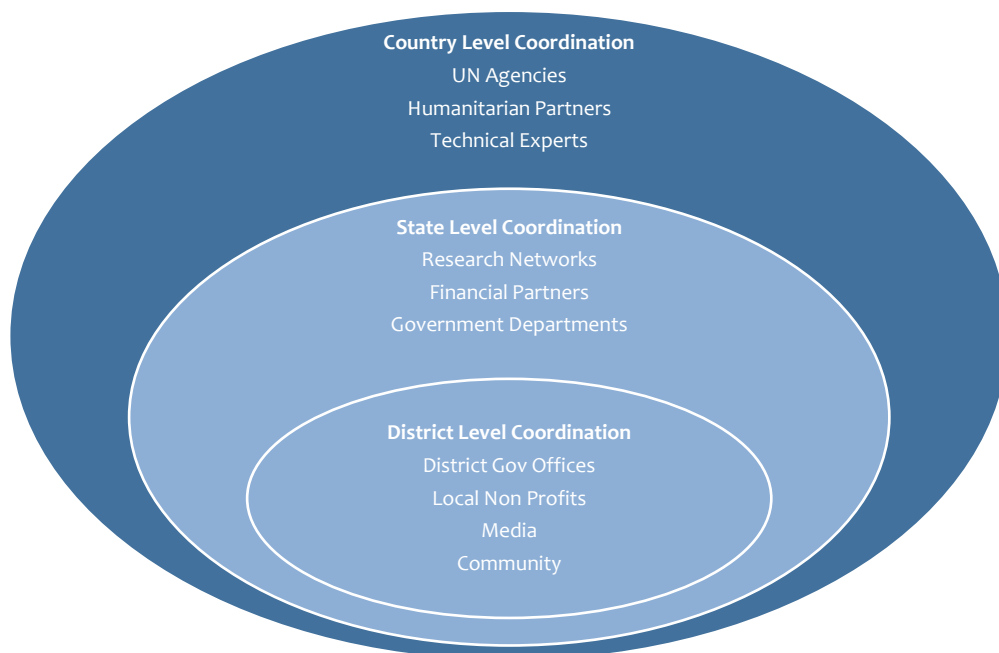 Country Level Coordination
UN Agencies
Humanitarian Partners
Technical Experts
State Level Coordination
Research Networks
Financial Partners
Government Departments
District Level Coordination
District Gov Offices
Local Non Profits
Media
Community